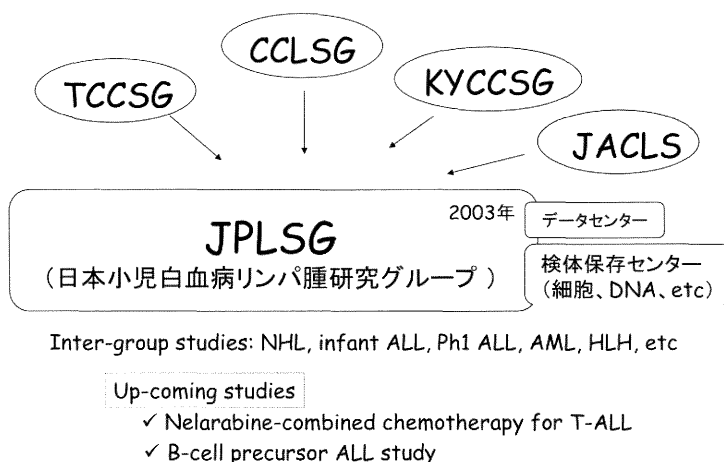 CCLSG
TCCSG
KYCCSG
JACLS
2003年
JPLSG
（日本小児白血病リンパ腫研究グループ ）
データセンター
検体保存センター
（細胞、DNA、etc）
Inter-group studies: NHL, infant ALL, Ph1 ALL, AML, HLH, etc
Up-coming studies
✓ Nelarabine-combined chemotherapy for T-ALL
✓ B-cell precursor ALL study